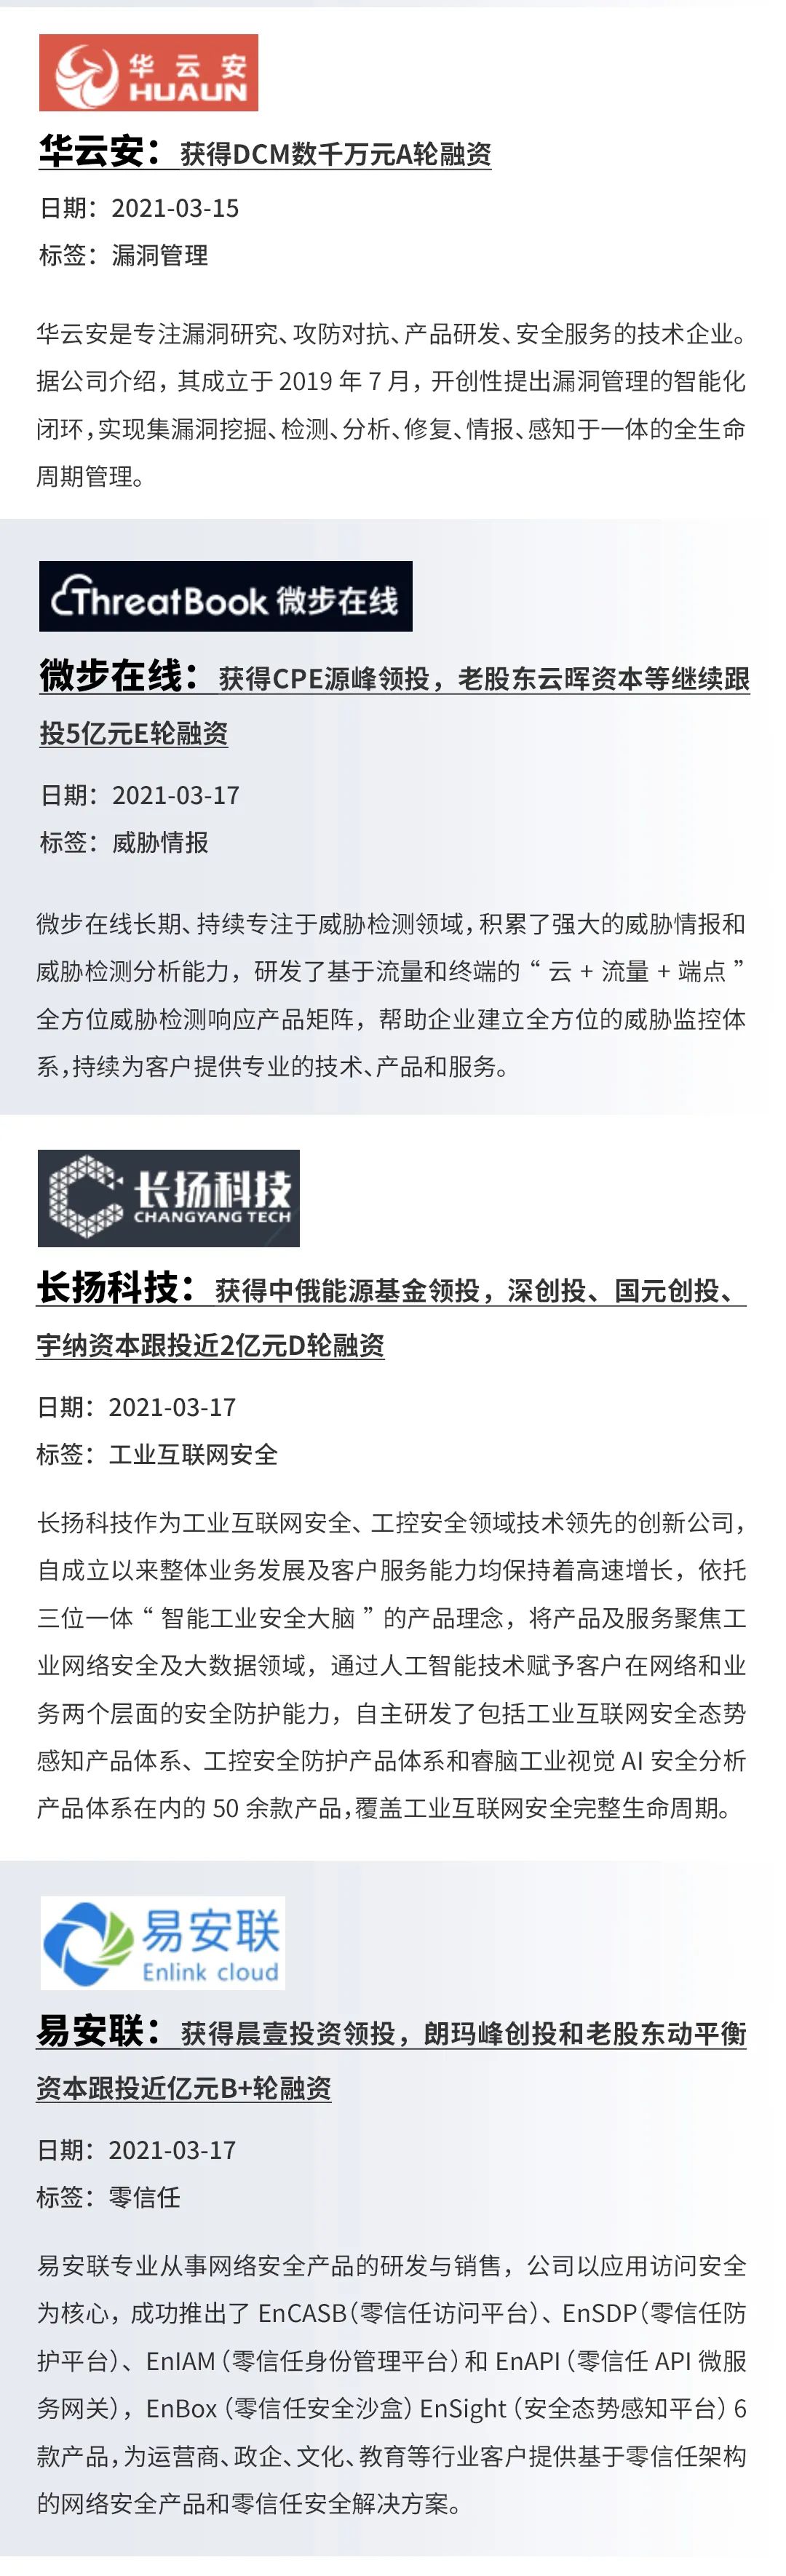 华云安
HUAUN
华云安：获得DCM数千万元A轮融资
日期：2021-03-15
标签：漏洞管理
华云安是专注漏洞研究、攻防对抗、产品研发、安全服务的技术企业。
据公司介绍，其成立于 2019 年 7 月，开创性提出漏洞管理的智能化
闭环，实现集漏洞挖掘、检测、分析、修复、情报、感知于一体的全生命
周期管理。
ThreatBook 微步在线
微步在线：获得CPE源峰领投，老股东云晖资本等继续跟
投5亿元E轮融资
日期：2021-03-17
标签：威胁情报
微步在线长期、持续专注于威胁检测领域，积累了强大的威胁情报和
威胁检测分析能力，研发了基于流量和终端的“ 云 + 流量 + 端点 ”
全方位威胁检测响应产品矩阵，帮助企业建立全方位的威胁监控体
系，持续为客户提供专业的技术、产品和服务。
长扬科技
CHANGYANG TECH
长扬科技：获得中俄能源基金领投，深创投、国元创投、
宇纳资本跟投近2亿元D轮融资
日期：2021-03-17
标签：工业互联网安全
长扬科技作为工业互联网安全、工控安全领域技术领先的创新公司，
自成立以来整体业务发展及客户服务能力均保持着高速增长，依托
三位一体“ 智能工业安全大脑 ”的产品理念，将产品及服务聚焦工
业网络安全及大数据领域，通过人工智能技术赋予客户在网络和业
务两个层面的安全防护能力，自主研发了包括工业互联网安全态势
感知产品体系、工控安全防护产品体系和睿脑工业视觉 AI 安全分析
产品体系在内的 50 余款产品，覆盖工业互联网安全完整生命周期。
易安联
Enlink cloud
易安联：获得晨壹投资领投，朗玛峰创投和老股东动平衡
资本跟投近亿元B+轮融资
日期：2021-03-17
标签：零信任
易安联专业从事网络安全产品的研发与销售，公司以应用访问安全
为核心，成功推出了 EnCASB（零信任访问平台）、EnSDP（零信任防
护平台）、EnIAM（零信任身份管理平台）和 EnAPI（零信任 API 微服
务网关），EnBox（零信任安全沙盒）EnSight（安全态势感知平台）6
款产品，为运营商、政企、文化、教育等行业客户提供基于零信任架构
的网络安全产品和零信任安全解决方案。